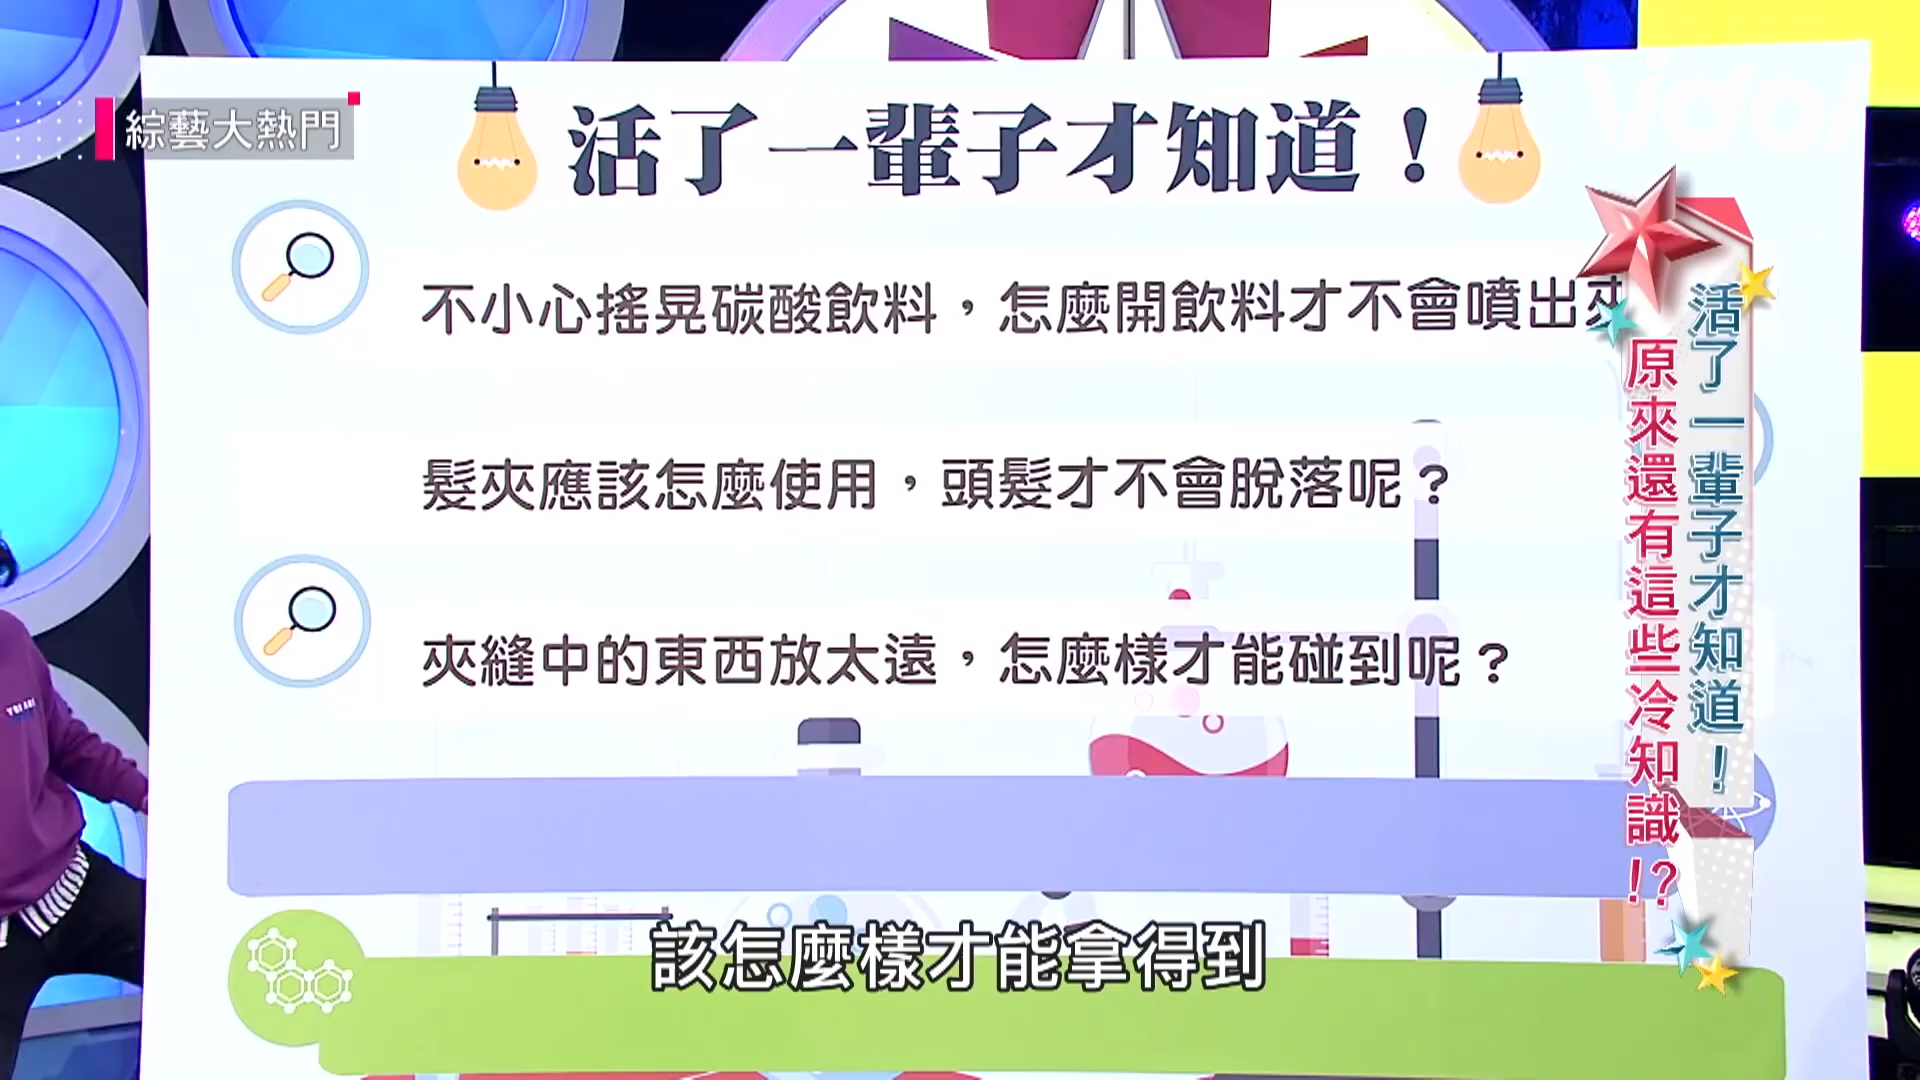 綜藝大熱門
活了一輩子才知道！
不小心搖晃碳酸飲料，怎麼開飲料才不會噴出來
髮夾應該怎麼使用，頭髮才不會脫落呢？
夾縫中的東西放太遠，怎麼樣才能碰到呢？
活了一輩子才知道！
原來還有這些冷知識!?
該怎麼樣才能拿得到